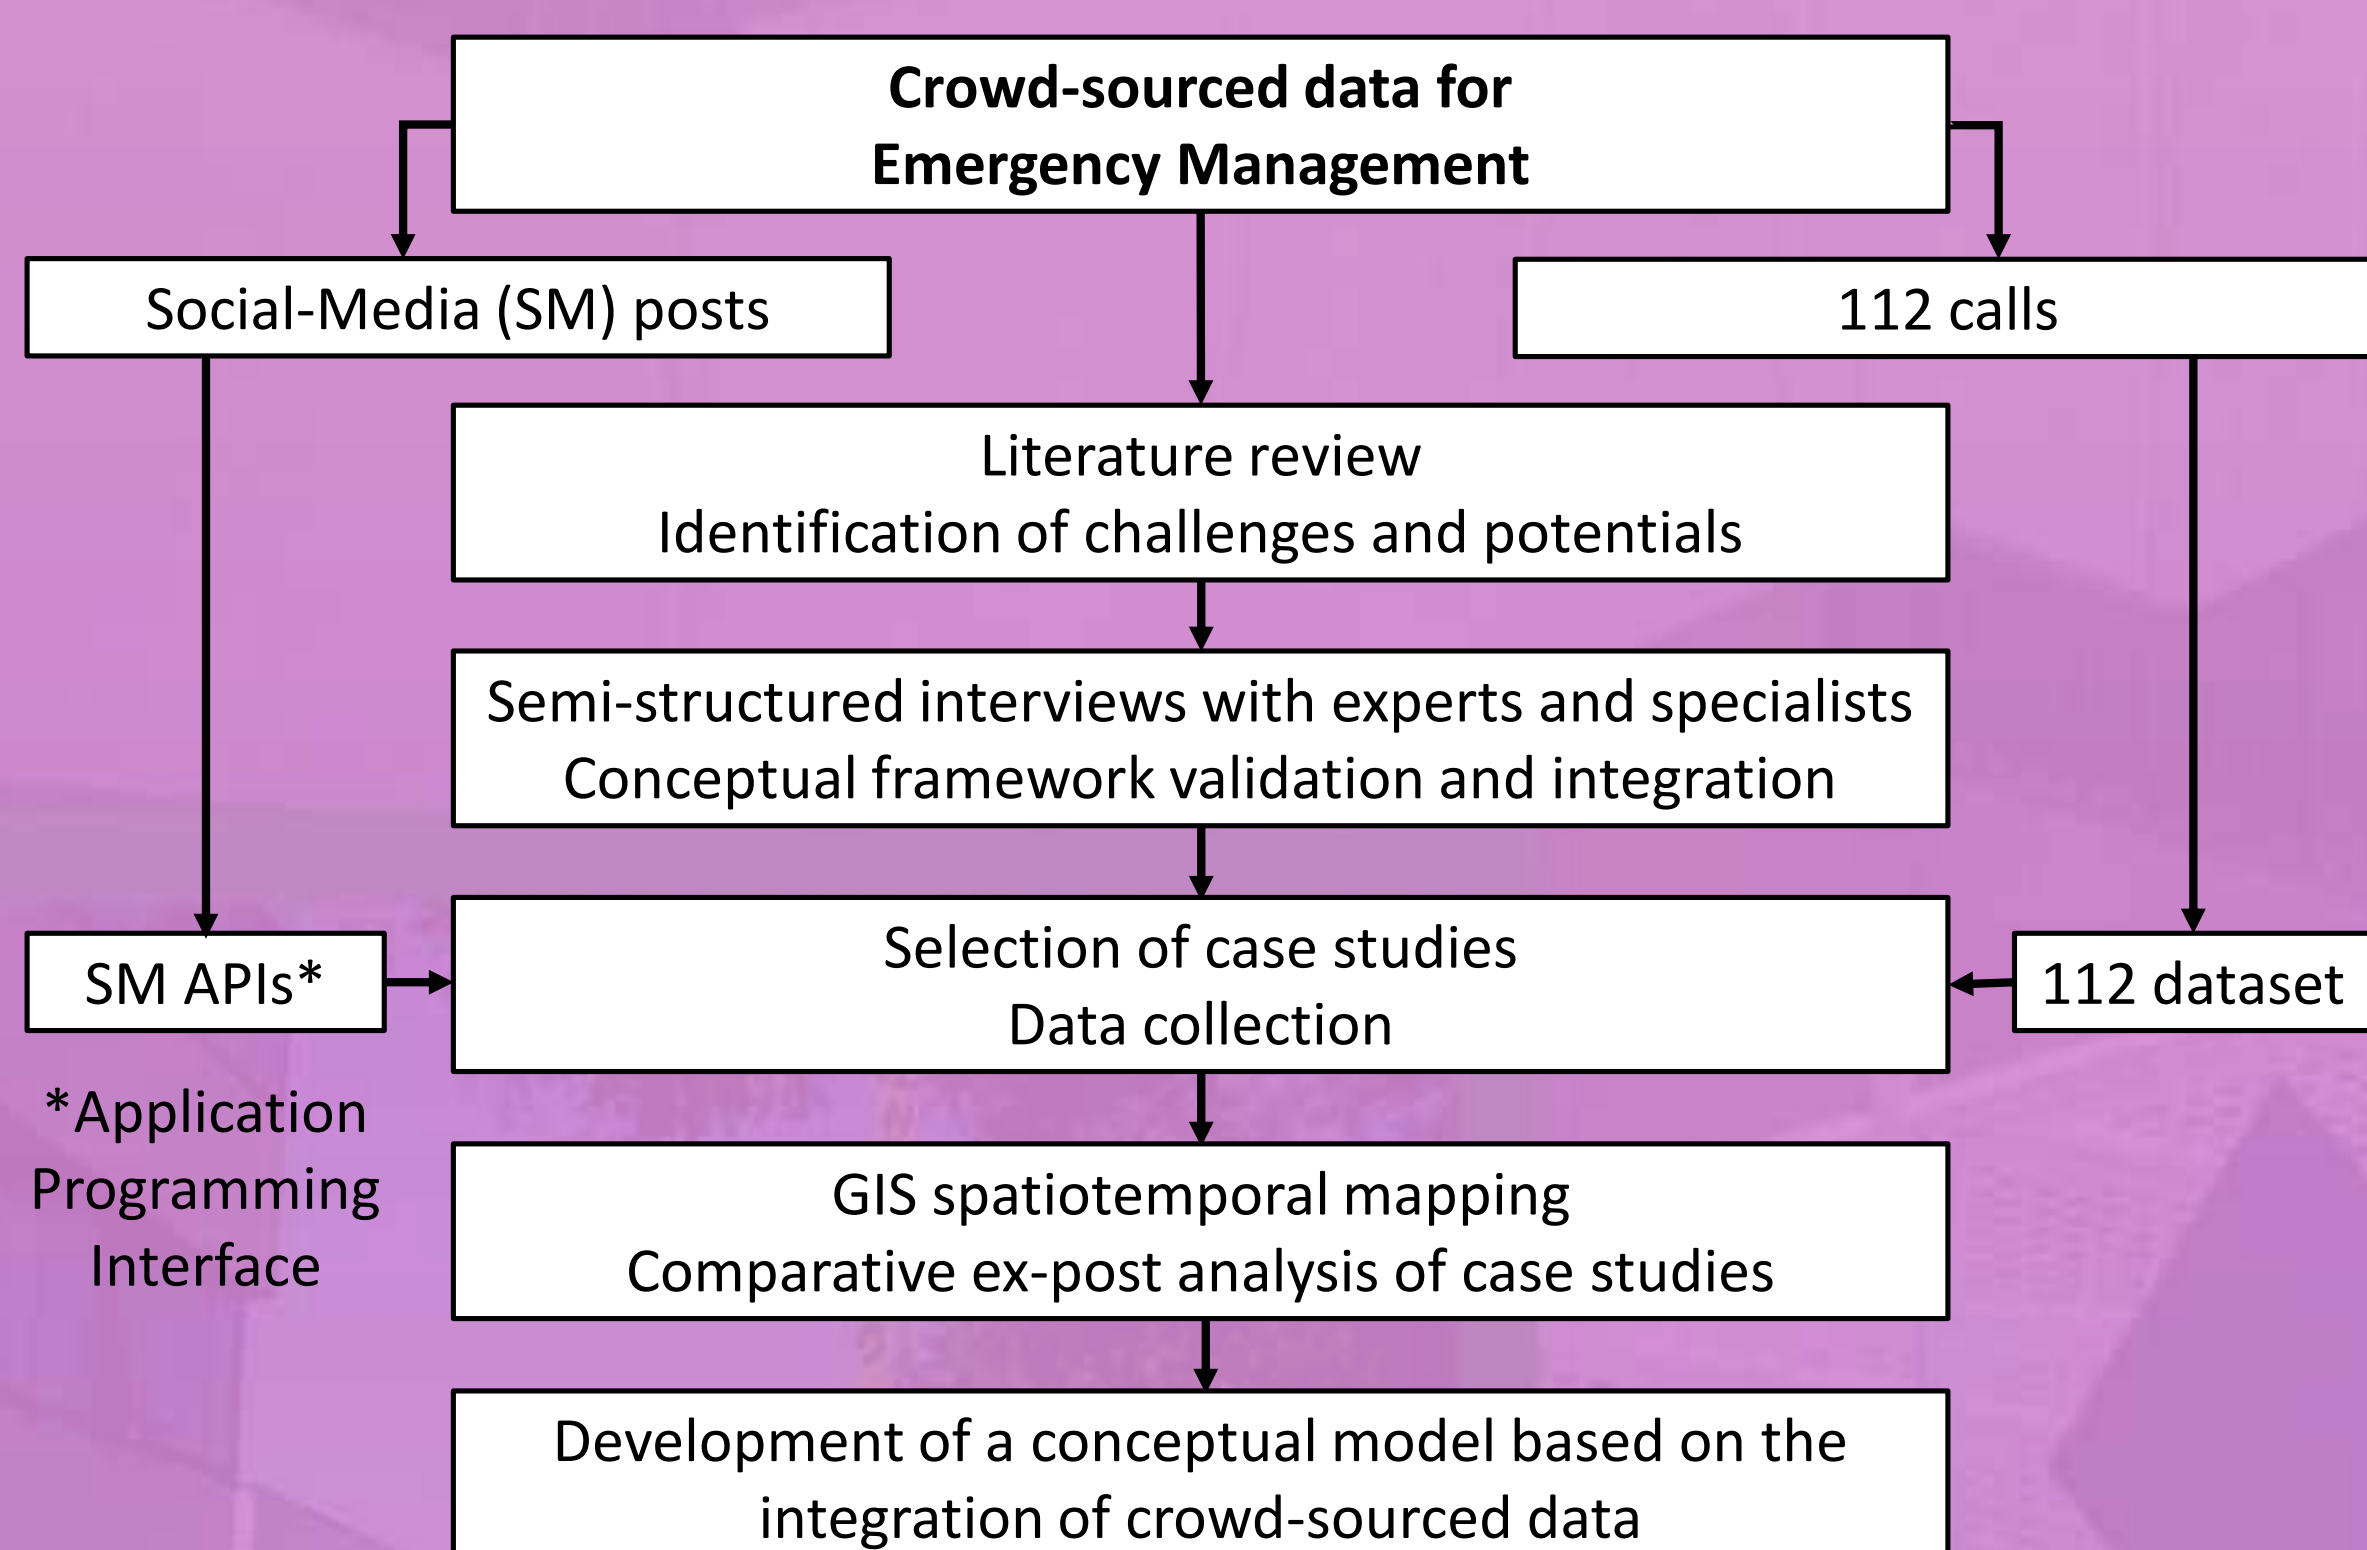 Crowd-sourced data for
Emergency Management
Social-Media (SM) posts
112 calls
Literature review
Identification of challenges and potentials
Semi-structured interviews with experts and specialists
Conceptual framework validation and integration
Selection of case studies
Data collection
SM APIs*
112 dataset
*Application
Programming
Interface
GIS spatiotemporal mapping
Comparative ex-post analysis of case studies
Development of a conceptual model based on the
integration of crowd-sourced data